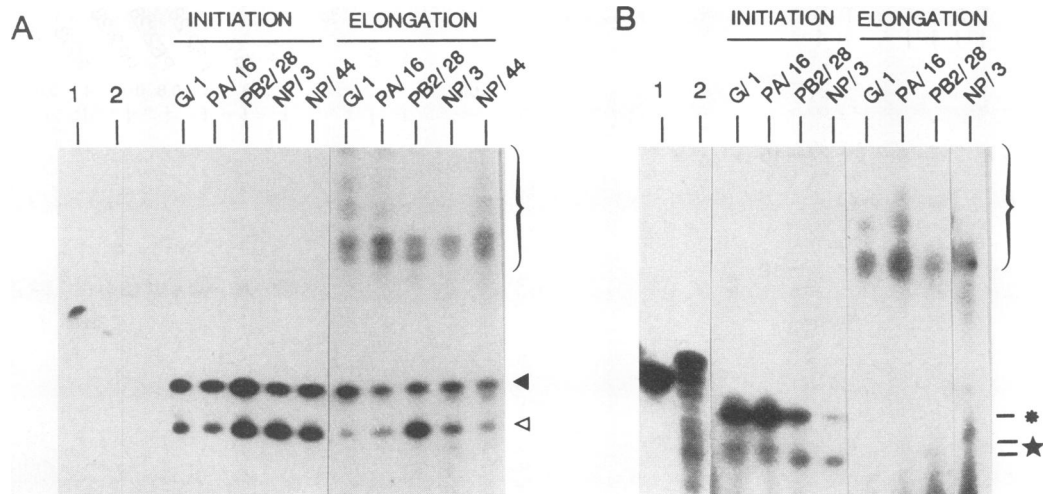 A
INITIATION ELONGATION
1 2 G/1 PA/16 PB2/28 NP/3 NP/44 G/1 PA/16 PB2/28 NP/3 NP/44
B
INITIATION ELONGATION
1 2 G/1 PA/16 PB2/28 NP/3 G/1 PA/16 PB2/28 NP/3